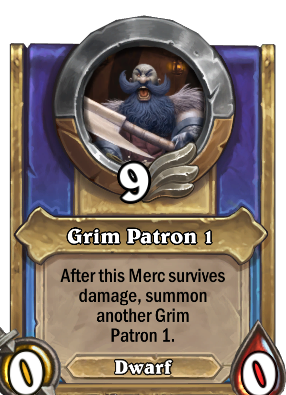 9
Grim Patron 1
After this Merc survives
damage, summon
another Grim
Patron 1.
Dwarf
0 0